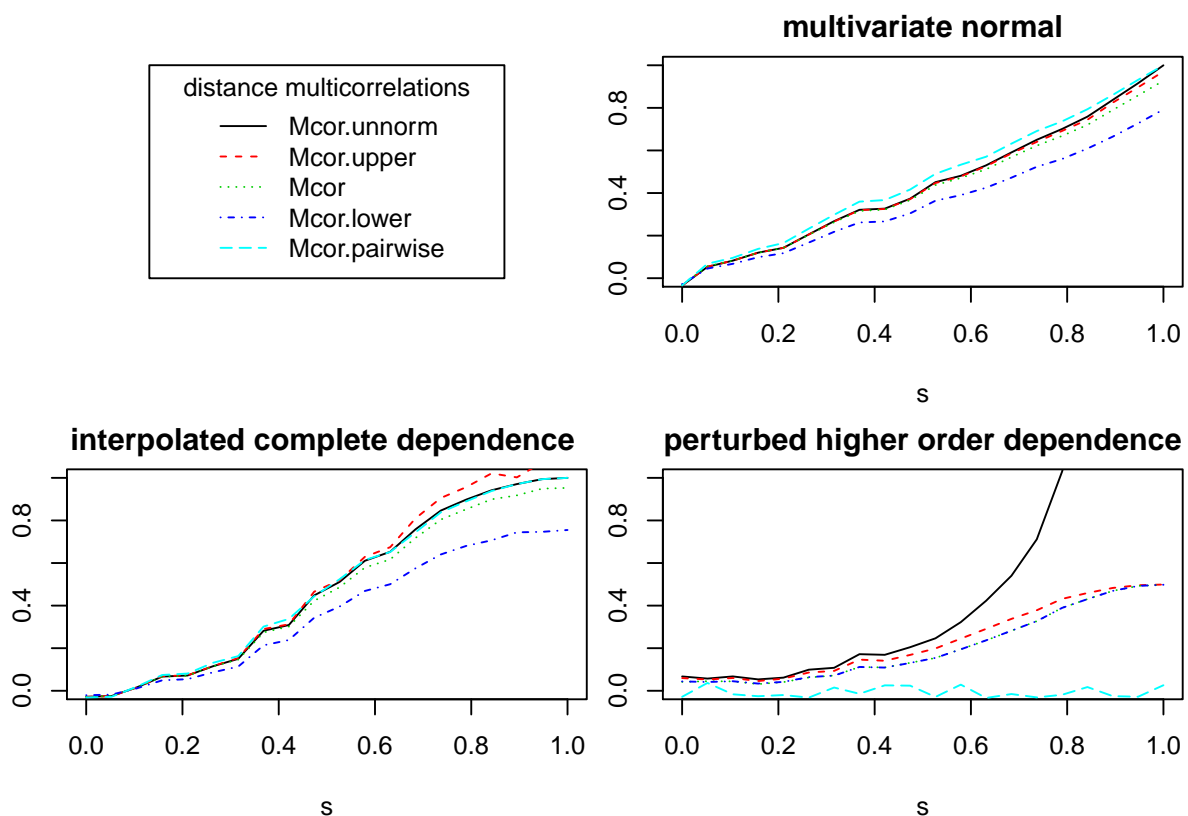 multivariate normal
distance multicorrelations
Mcor.unnorm
Mcor.upper
Mcor
Mcor.lower
Mcor.pairwise
0.0 0.4 0.8
0.0 0.2 0.4 0.6 0.8 1.0
s
interpolated complete dependence
0.0 0.4 0.8
0.0 0.2 0.4 0.6 0.8 1.0
s
perturbed higher order dependence
0.0 0.4 0.8
0.0 0.2 0.4 0.6 0.8 1.0
s